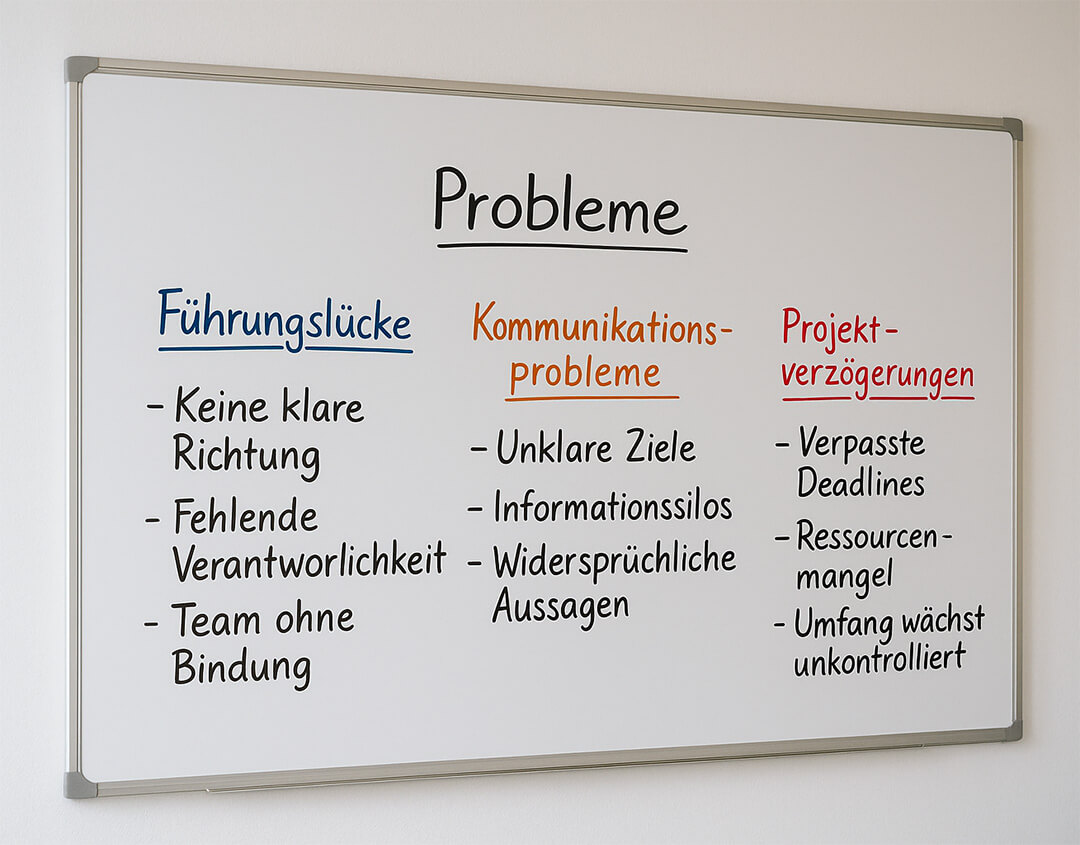 Probleme
Führungslücke
- Keine klare
Richtung
- Fehlende
Verantworlichkeit
- Team ohne
Bindung
Kommunikations-
probleme
- Unklare Ziele
- Informationssilos
- Widersprüchliche
Aussagen
Projekt-
verzögerungen
- Verpasste
Deadlines
- Ressourcen-
mangel
- Umfang wächst
unkontrolliert